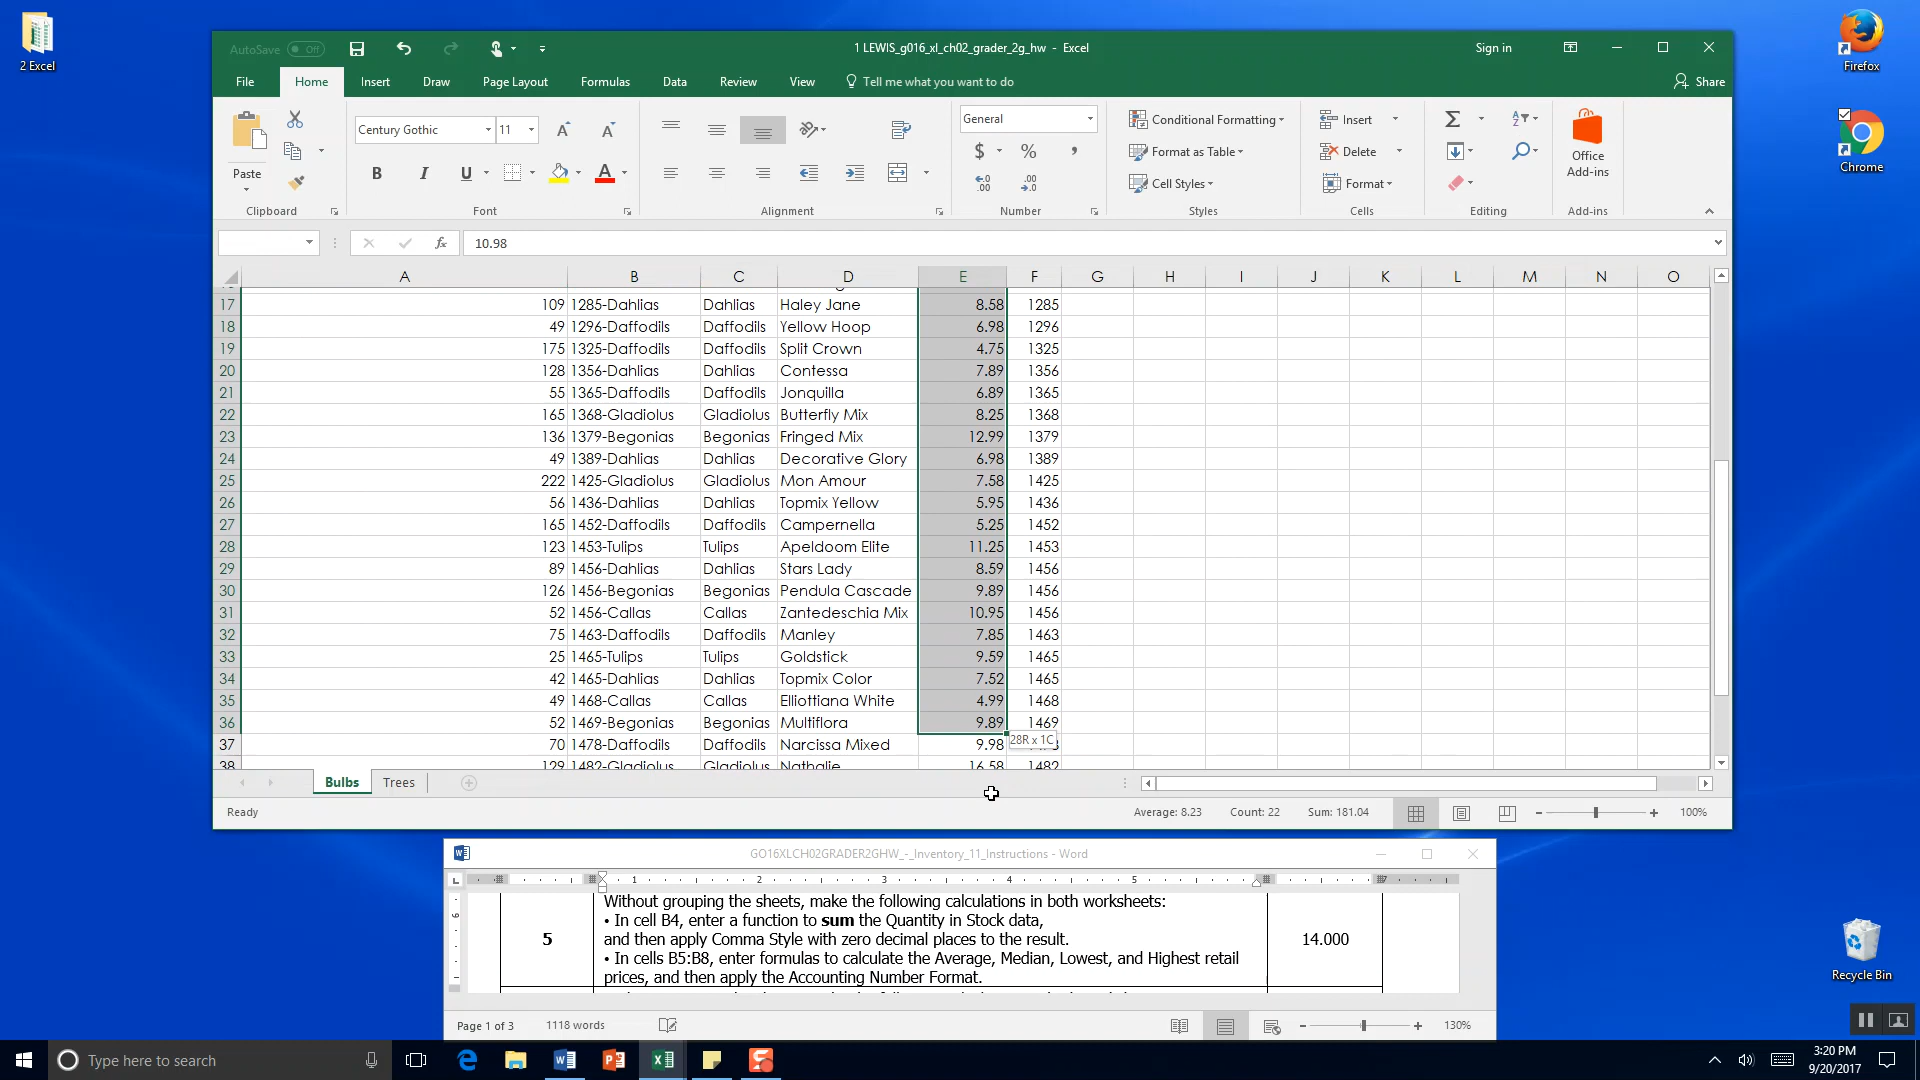 2 Excel
Firefox
Chrome
Recycle Bin
AutoSave Off
1 LEWIS_g016_xl_ch02_grader_2g_hw - Excel
Sign in
File Home Insert Draw Page Layout Formulas Data Review View Tell me what you want to do Share
Paste
Century Gothic 11
General
$ % ,
B I U
Conditional Formatting
Format as Table
Cell Styles
Insert
Delete
Format
Office Add-ins
Clipboard Font Alignment Number Styles Cells Editing Add-ins
fx 10.98
A B C D E F G H I J K L M N O
17 109 1285-Dahlias Dahlias Haley Jane 8.58 1285
18 49 1296-Daffodils Daffodils Yellow Hoop 6.98 1296
19 175 1325-Daffodils Daffodils Split Crown 4.75 1325
20 128 1356-Dahlias Dahlias Contessa 7.89 1356
21 55 1365-Daffodils Daffodils Jonquilla 6.89 1365
22 165 1368-Gladiolus Gladiolus Butterfly Mix 8.25 1368
23 136 1379-Begonias Begonias Fringed Mix 12.99 1379
24 49 1389-Dahlias Dahlias Decorative Glory 6.98 1389
25 222 1425-Gladiolus Gladiolus Mon Amour 7.58 1425
26 56 1436-Dahlias Dahlias Topmix Yellow 5.95 1436
27 165 1452-Daffodils Daffodils Campernella 5.25 1452
28 123 1453-Tulips Tulips Apeldoom Elite 11.25 1453
29 89 1456-Dahlias Dahlias Stars Lady 8.59 1456
30 126 1456-Begonias Begonias Pendula Cascade 9.89 1456
31 52 1456-Callas Callas Zantedeschia Mix 10.95 1456
32 75 1463-Daffodils Daffodils Manley 7.85 1463
33 25 1465-Tulips Tulips Goldstick 9.59 1465
34 42 1465-Dahlias Dahlias Topmix Color 7.52 1465
35 49 1468-Callas Callas Elliottiana White 4.99 1468
36 52 1469-Begonias Begonias Multiflora 9.89 1469
28R x 1C
37 70 1478-Daffodils Daffodils Narcissa Mixed 9.98
38 129 1482-Gladiolus Gladiolus Nathalie 16.58 1482
Bulbs Trees
Ready Average: 8.23 Count: 22 Sum: 181.04 100%
GO16XLCH02GRADER2GHW_-_Inventory_11_Instructions - Word
1 2 3 4 5
Without grouping the sheets, make the following calculations in both worksheets:
• In cell B4, enter a function to sum the Quantity in Stock data,
5 and then apply Comma Style with zero decimal places to the result. 14.000
• In cells B5:B8, enter formulas to calculate the Average, Median, Lowest, and Highest retail
prices, and then apply the Accounting Number Format.
Page 1 of 3 1118 words 130%
Type here to search
3:20 PM
9/20/2017